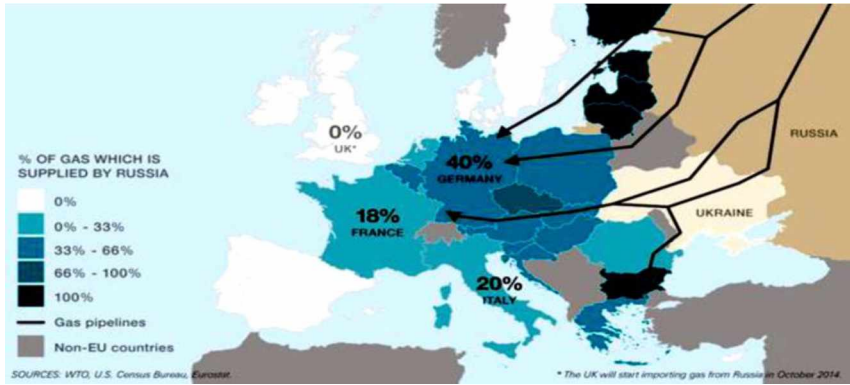 0%
UK*
RUSSIA
% OF GAS WHICH IS
SUPPLIED BY RUSSIA
40%
GERMANY
0%
0% - 33%
18%
FRANCE
UKRAINE
33% - 66%
66% - 100%
20%
ITALY
100%
Gas pipelines
Non-EU countries
SOURCES: WTO, U.S. Census Bureau, Eurostat.
* The UK will start importing gas from Russia in October 2014.